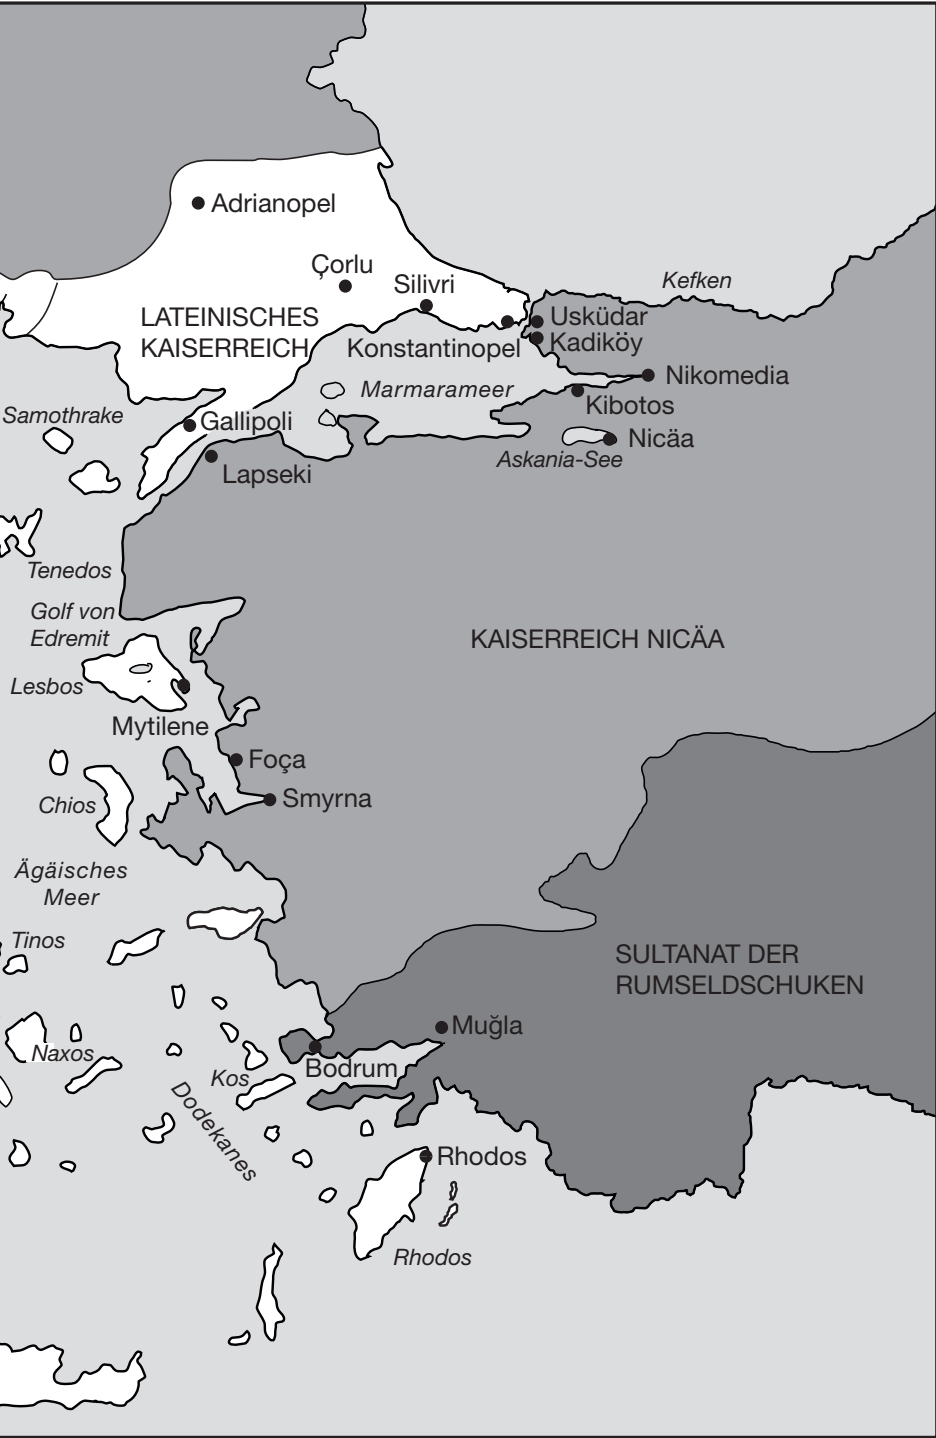 Adrianopel
Çorlu
Silivri
Kefken
LATEINISCHES
KAISERREICH
Usküdar
Konstantinopel
Kadiköy
Nikomedia
Marmarameer
Kibotos
Samothrake
Gallipoli
Nicäa
Askania-See
Lapseki
Tenedos
Golf von
Edremit
KAISERREICH NICÄA
Lesbos
Mytilene
Foça
Smyrna
Chios
Ägäisches
Meer
Tinos
SULTANAT DER
RUMSELDSCHUKEN
Muğla
Naxos
Bodrum
Kos
Dodekanes
Rhodos
Rhodos